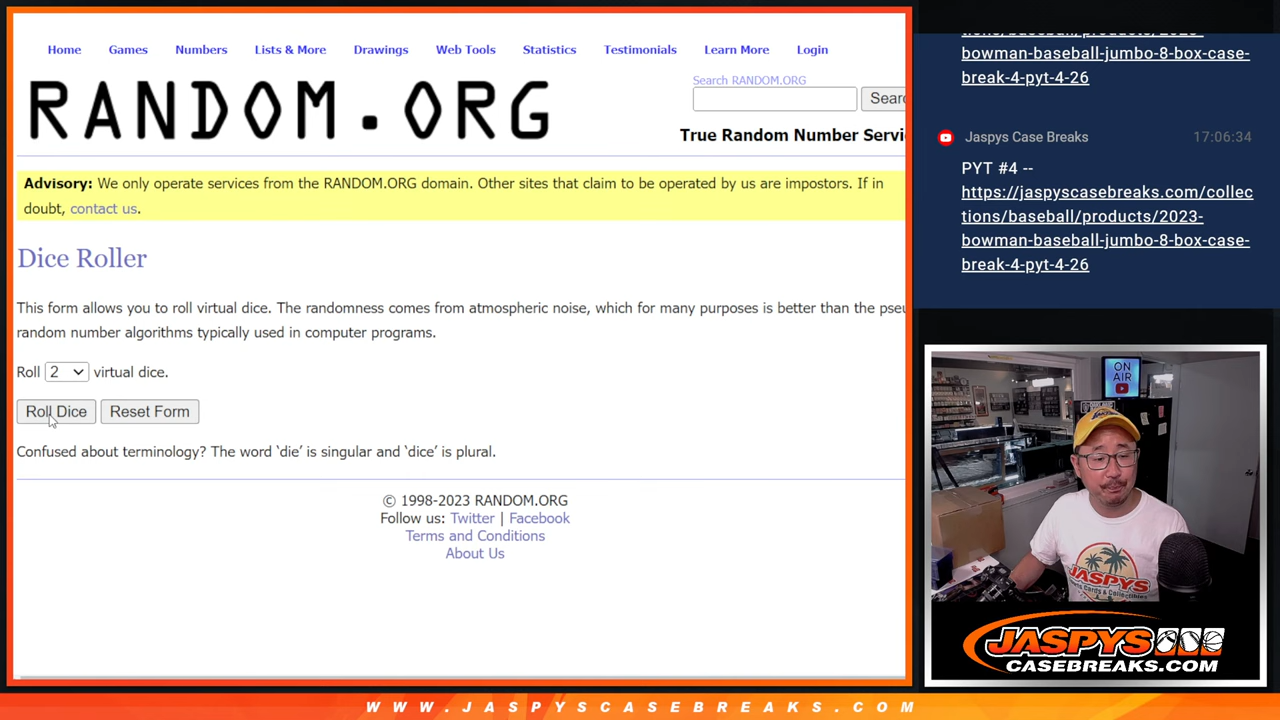 Home Games Numbers Lists & More Drawings Web Tools Statistics Testimonials Learn More Login
RANDOM.ORG
Search RANDOM.ORG
True Random Number Servi
Advisory: We only operate services from the RANDOM.ORG domain. Other sites that claim to be operated by us are impostors. If in
doubt, contact us.
Dice Roller
This form allows you to roll virtual dice. The randomness comes from atmospheric noise, which for many purposes is better than the pseu
random number algorithms typically used in computer programs.
Roll 2 virtual dice.
Roll Dice Reset Form
Confused about terminology? The word ‘die’ is singular and ‘dice’ is plural.
© 1998-2023 RANDOM.ORG
Follow us: Twitter | Facebook
Terms and Conditions
About Us
tions/baseball/products/2023-
bowman-baseball-jumbo-8-box-case-
break-4-pyt-4-26
Jaspys Case Breaks 17:06:34
PYT #4 --
https://jaspyscasebreaks.com/collec
tions/baseball/products/2023-
bowman-baseball-jumbo-8-box-case-
break-4-pyt-4-26
ON
AIR
JASPYS
JASPYS
CASEBREAKS.COM
WWW.JASPYSCASEBREAKS.COM